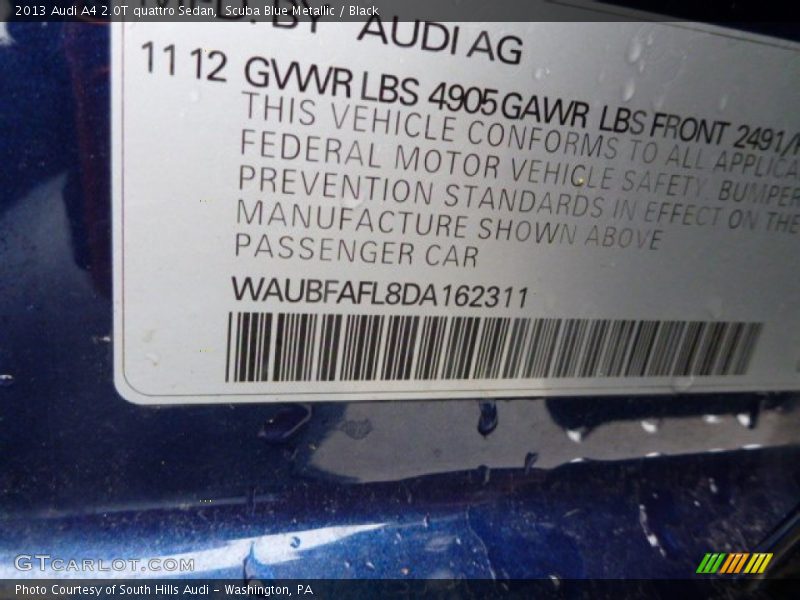 2013 Audi A4 2.0T quattro Sedan,  Scuba Blue Metallic / Black
MFD. BY AUDI AG
11 12 GVWR LBS 4905 GAWR LBS FRONT 2491/
THIS VEHICLE CONFORMS TO ALL APPLICA
FEDERAL MOTOR VEHICLE SAFETY, BUMPER
PREVENTION STANDARDS IN EFFECT ON THE
MANUFACTURE SHOWN ABOVE
PASSENGER CAR
WAUBFAFL8DA162311
GTCARLOT.COM
Photo Courtesy of South Hills Audi - Washington, PA